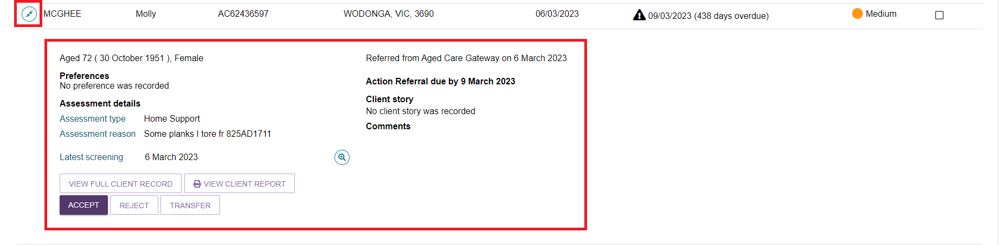 MCGHEE Molly AC62436597 WODONGA, VIC, 3690 06/03/2023 09/03/2023 (438 days overdue) Medium
Aged 72 ( 30 October 1951 ), Female
Preferences
No preference was recorded
Assessment details
Assessment type Home Support
Assessment reason Some planks I tore fr 825AD1711
Latest screening 6 March 2023
VIEW FULL CLIENT RECORD VIEW CLIENT REPORT
ACCEPT REJECT TRANSFER
Referred from Aged Care Gateway on 6 March 2023
Action Referral due by 9 March 2023
Client story
No client story was recorded
Comments